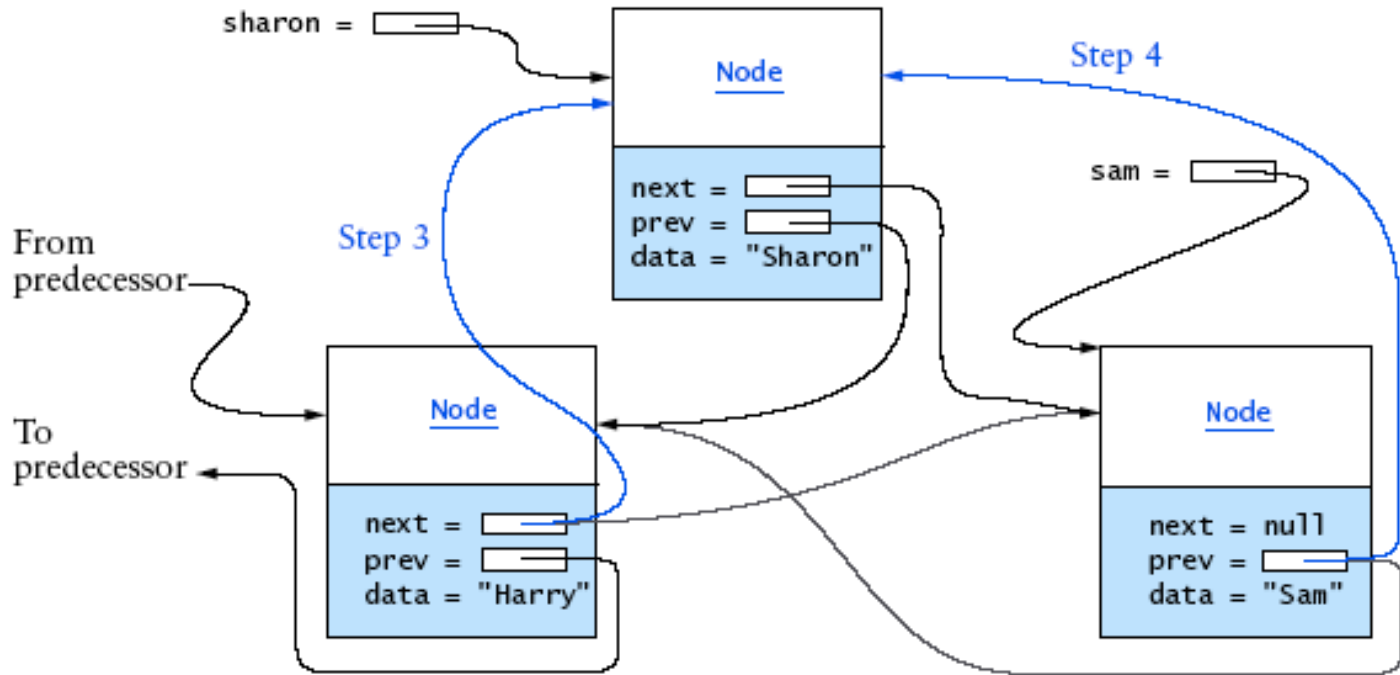 sharon =
Node
Step 4
next =
prev =
data = "Sharon"
sam =
Step 3
From
predecessor
To
predecessor
Node
next =
prev =
data = "Harry"
Node
next = null
prev =
data = "Sam"